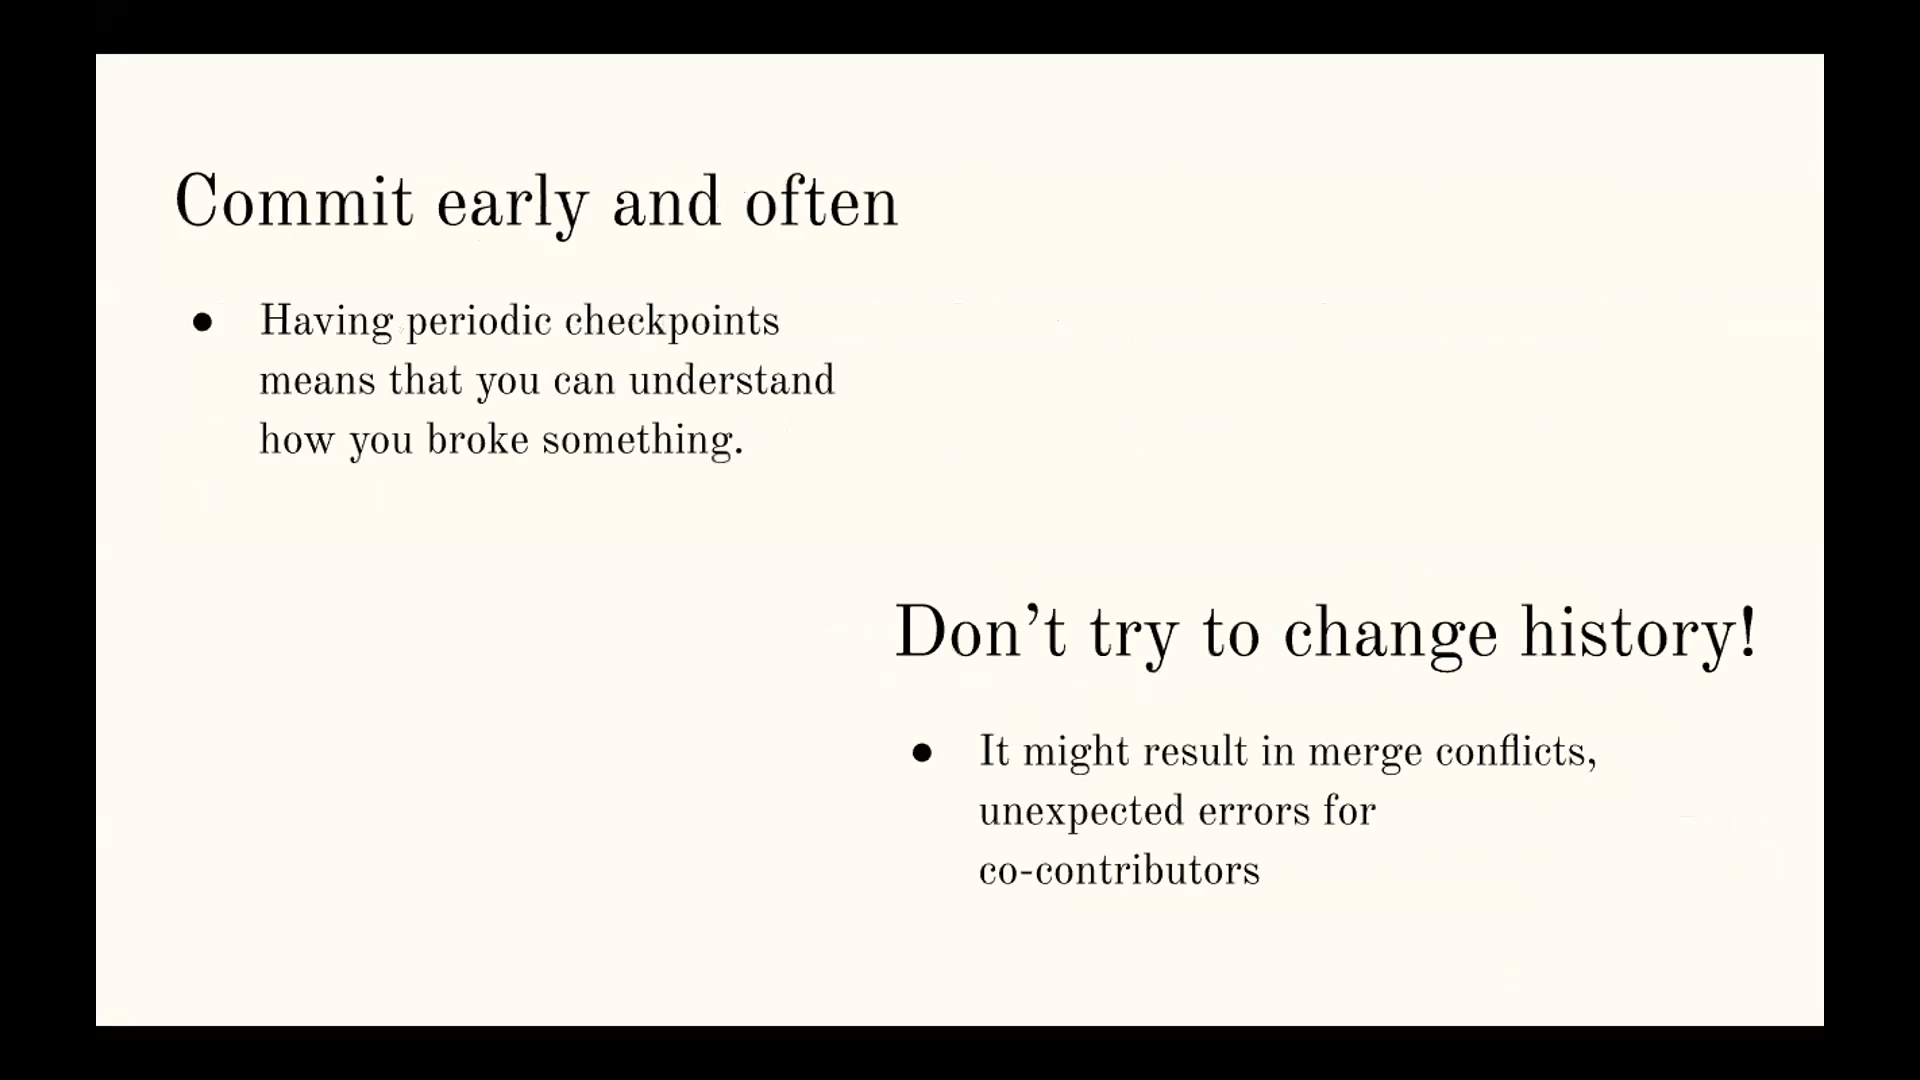 Commit early and often
● Having periodic checkpoints
means that you can understand
how you broke something.
Don’t try to change history!
● It might result in merge conflicts,
unexpected errors for
co-contributors